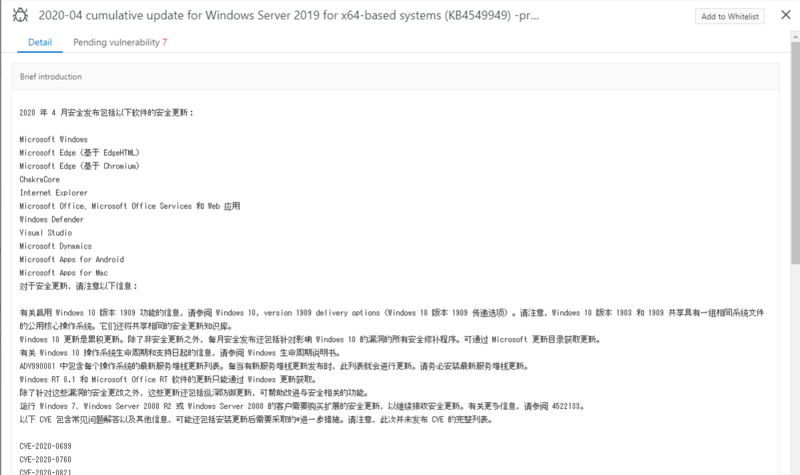 2020-04 cumulative update for Windows Server 2019 for x64-based systems (KB4549949) -pr...
Add to Whitelist
Detail
Pending vulnerability 7
Brief introduction
2020 年 4 月安全发布包括以下软件的安全更新：
Microsoft Windows
Microsoft Edge（基于 EdgeHTML）
Microsoft Edge（基于 Chromium）
ChakraCore
Internet Explorer
Microsoft Office、Microsoft Office Services 和 Web 应用
Windows Defender
Visual Studio
Microsoft Dynamics
Microsoft Apps for Android
Microsoft Apps for Mac
对于安全更新，请注意以下信息：
有关启用 Windows 10 版本 1909 功能的信息，请参阅 Windows 10, version 1909 delivery options（Windows 10 版本 1909 传递选项）。请注意，Windows 10 版本 1903 和 1909 共享具有一组相同系统文件
的公用核心操作系统。它们还将共享相同的安全更新知识库。
Windows 10 更新是累积更新。除了非安全更新之外，每月安全发布还包括针对影响 Windows 10 的漏洞的所有安全修补程序。可通过 Microsoft 更新目录获取更新。
有关 Windows 10 操作系统生命周期和支持日期的信息，请参阅 Windows 生命周期说明书。
ADV990001 中包含每个操作系统的最新服务堆栈更新列表。每当有新服务堆栈更新发布时，此列表就会进行更新。请务必安装最新服务堆栈更新。
Windows RT 8.1 和 Microsoft Office RT 软件的更新只能通过 Windows 更新获取。
除了针对这些漏洞的安全更改之外，这些更新还包括纵深防御更新，可帮助改进与安全相关的功能。
运行 Windows 7、Windows Server 2008 R2 或 Windows Server 2008 的客户需要购买扩展的安全更新，以继续接收安全更新。有关更多信息，请参阅 4522133。
以下 CVE 包含常见问题解答以及其他信息，可能还包括安装更新后需要采取的*进一步措施。请注意，此次并未发布 CVE 的完整列表。
CVE-2020-0699
CVE-2020-0760
CVE-2020-0821